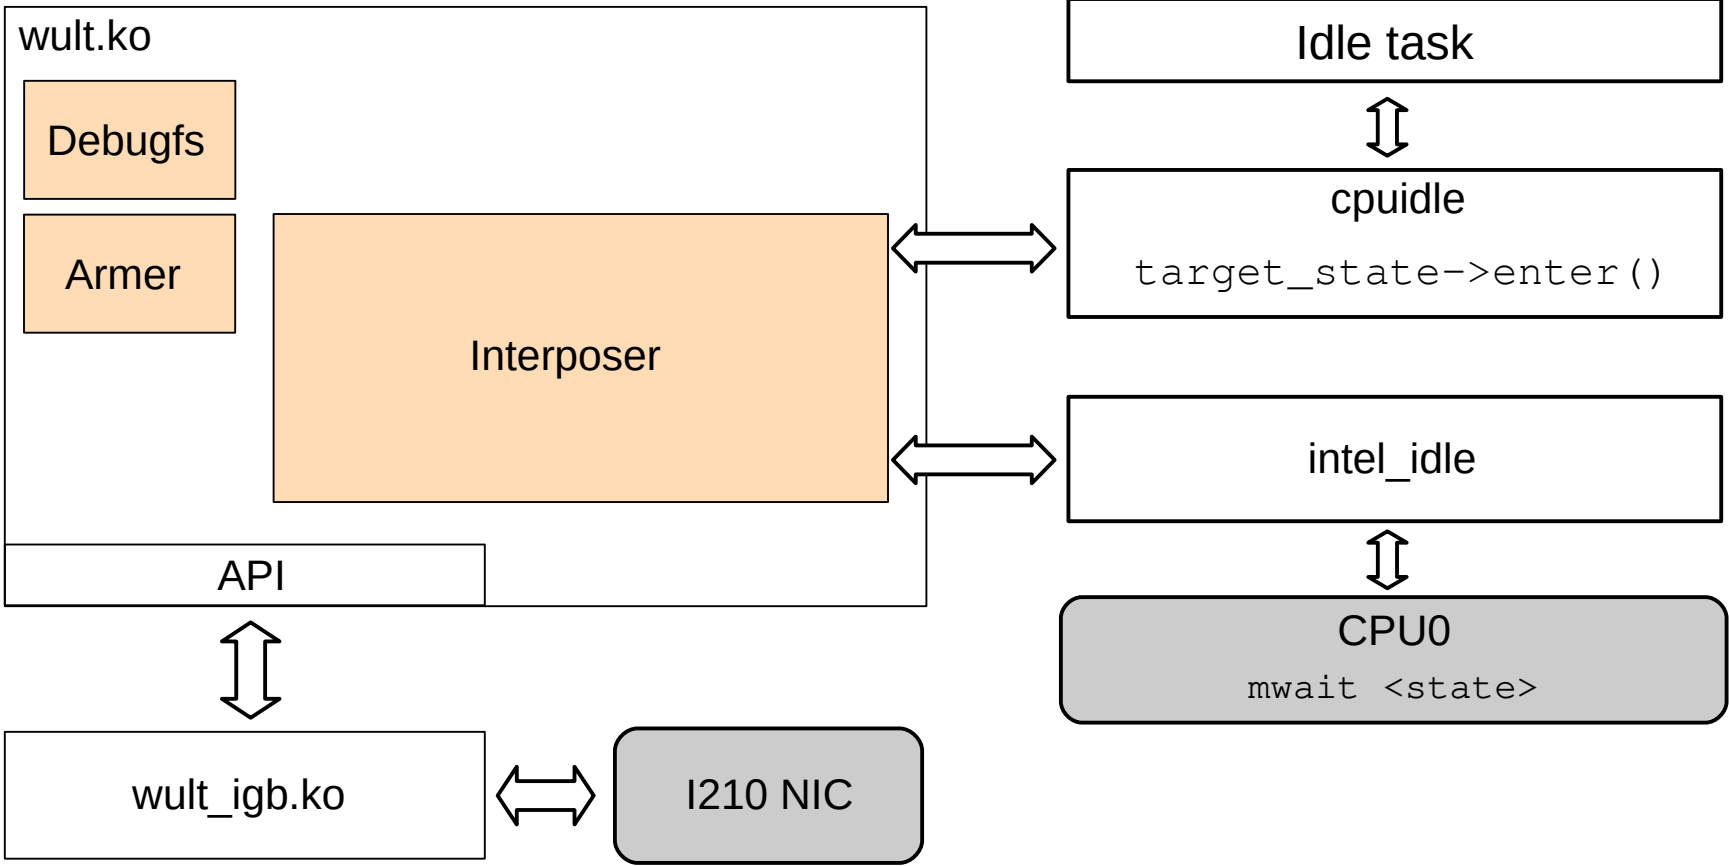 wult.ko
Debugfs
Armer
Interposer
API
wult_igb.ko
I210 NIC
Idle task
cpuidle
target_state->enter()
intel_idle
CPU0
mwait <state>